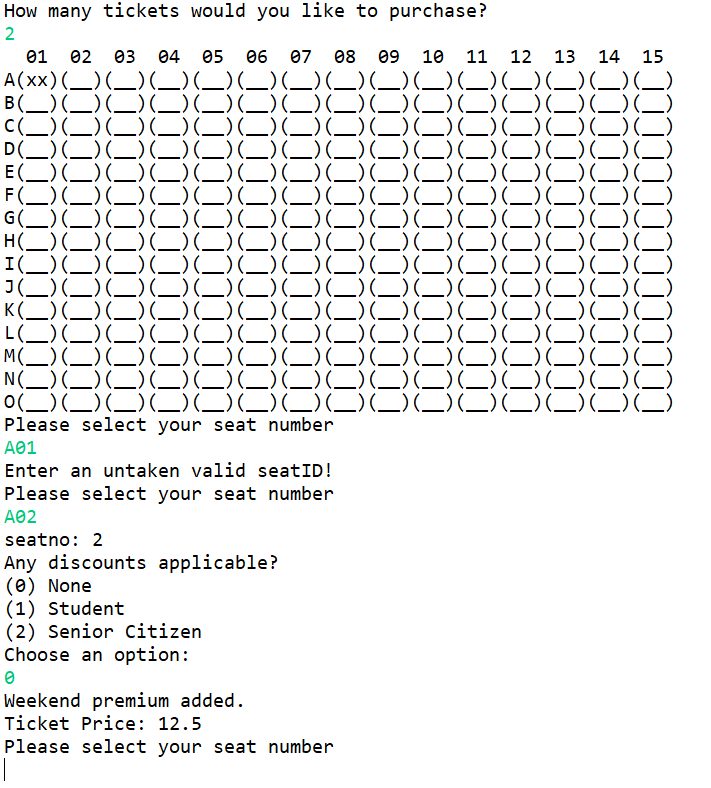 How many tickets would you like to purchase?
2
  01  02  03  04  05  06  07  08  09  10  11  12  13  14  15
A(xx)(__)(__)(__)(__)(__)(__)(__)(__)(__)(__)(__)(__)(__)(__)
B(__)(__)(__)(__)(__)(__)(__)(__)(__)(__)(__)(__)(__)(__)(__)
C(__)(__)(__)(__)(__)(__)(__)(__)(__)(__)(__)(__)(__)(__)(__)
D(__)(__)(__)(__)(__)(__)(__)(__)(__)(__)(__)(__)(__)(__)(__)
E(__)(__)(__)(__)(__)(__)(__)(__)(__)(__)(__)(__)(__)(__)(__)
F(__)(__)(__)(__)(__)(__)(__)(__)(__)(__)(__)(__)(__)(__)(__)
G(__)(__)(__)(__)(__)(__)(__)(__)(__)(__)(__)(__)(__)(__)(__)
H(__)(__)(__)(__)(__)(__)(__)(__)(__)(__)(__)(__)(__)(__)(__)
I(__)(__)(__)(__)(__)(__)(__)(__)(__)(__)(__)(__)(__)(__)(__)
J(__)(__)(__)(__)(__)(__)(__)(__)(__)(__)(__)(__)(__)(__)(__)
K(__)(__)(__)(__)(__)(__)(__)(__)(__)(__)(__)(__)(__)(__)(__)
L(__)(__)(__)(__)(__)(__)(__)(__)(__)(__)(__)(__)(__)(__)(__)
M(__)(__)(__)(__)(__)(__)(__)(__)(__)(__)(__)(__)(__)(__)(__)
N(__)(__)(__)(__)(__)(__)(__)(__)(__)(__)(__)(__)(__)(__)(__)
O(__)(__)(__)(__)(__)(__)(__)(__)(__)(__)(__)(__)(__)(__)(__)
Please select your seat number
A01
Enter an untaken valid seatID!
Please select your seat number
A02
seatno: 2
Any discounts applicable?
(0) None
(1) Student
(2) Senior Citizen
Choose an option:
0
Weekend premium added.
Ticket Price: 12.5
Please select your seat number